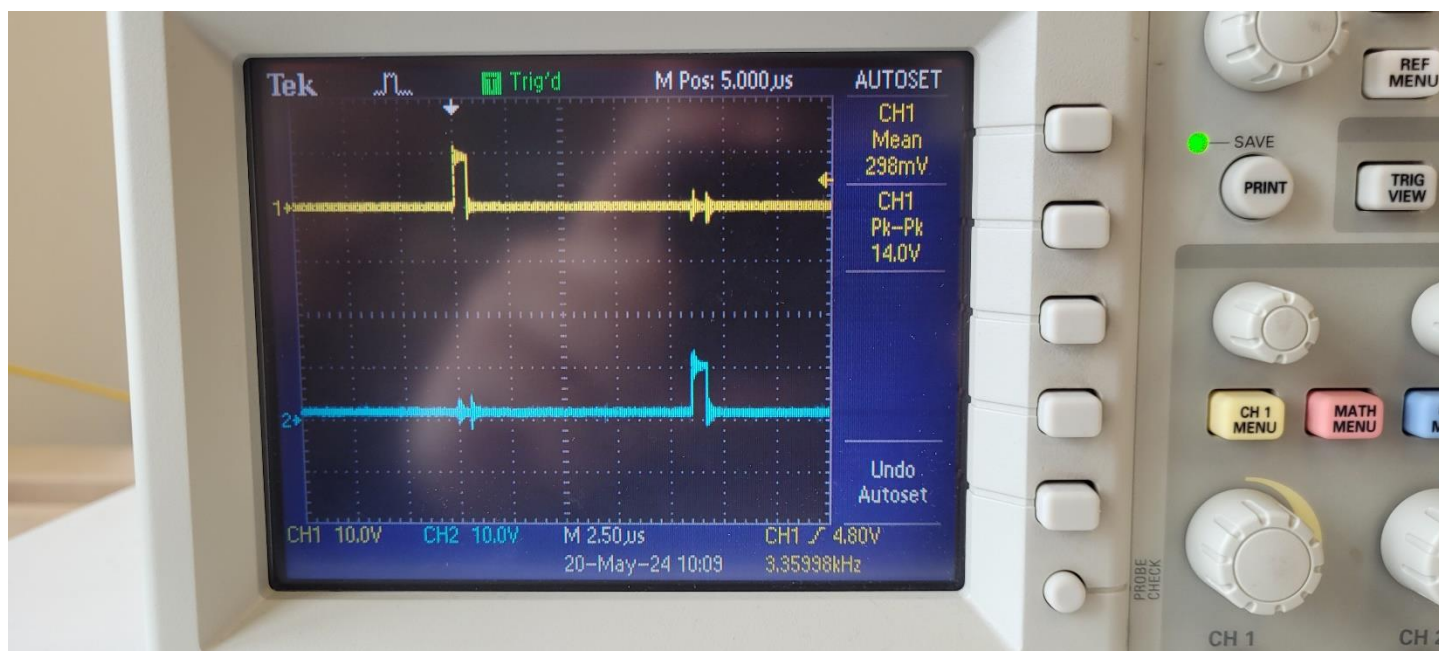 Tek T Trig'd M Pos: 5.000µs AUTOSET
CH1
Mean
298mV
CH1
Pk-Pk
14.0V
1
2
Undo
Autoset
CH1 10.0V CH2 10.0V M 2.50µs CH1 4.80V
20-May-24 10:09 3.35998kHz
REF
MENU
SAVE
PRINT
TRIG
VIEW
CH 1
MENU
MATH
MENU
PROBE
CHECK
CH 1
CH